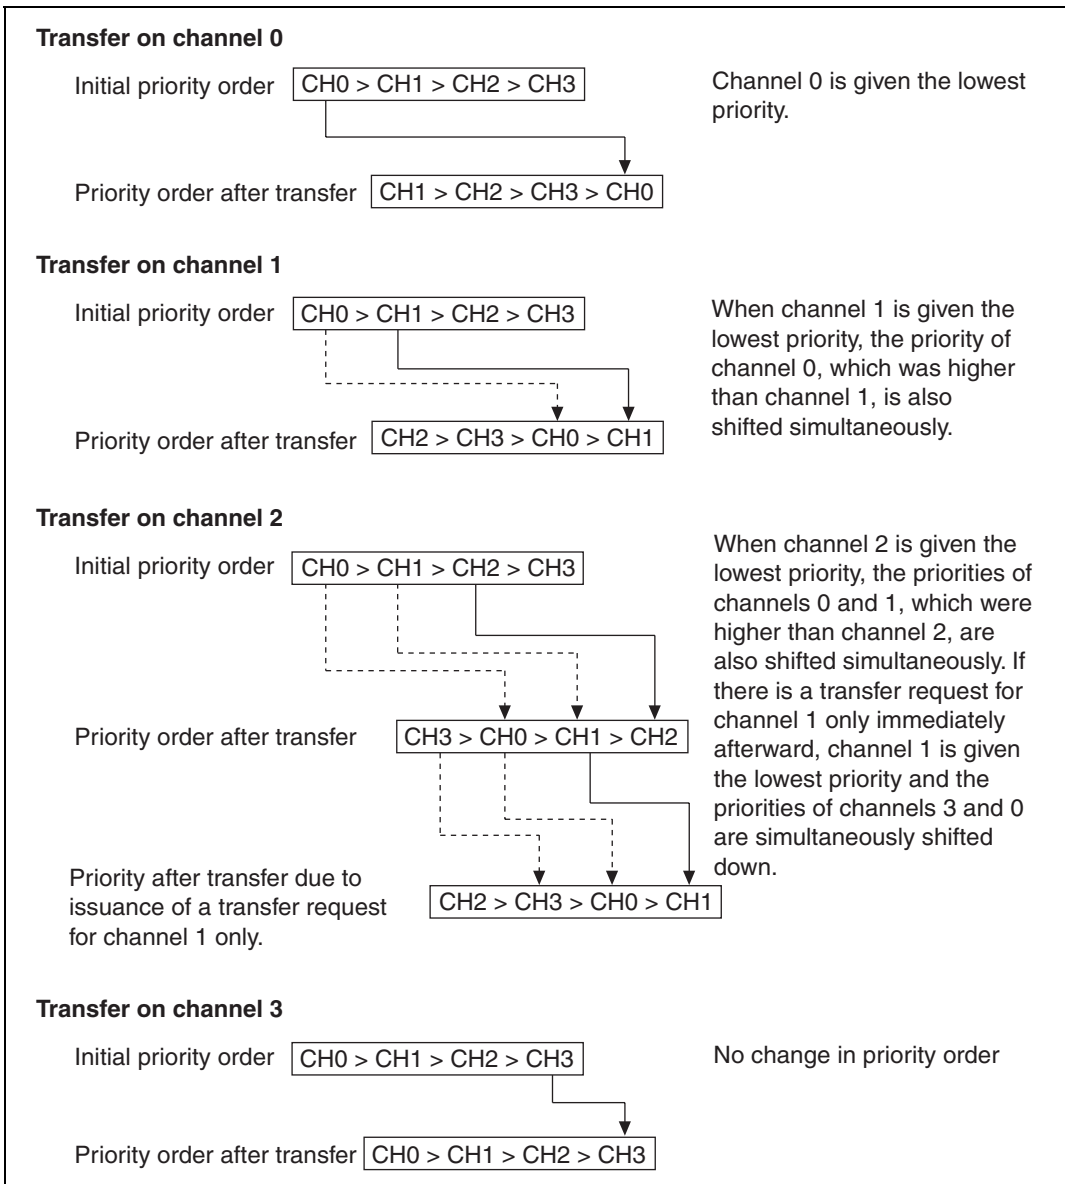 Transfer on channel 0
Initial priority order CH0 > CH1 > CH2 > CH3
Channel 0 is given the lowest
priority.
Priority order after transfer CH1 > CH2 > CH3 > CH0
Transfer on channel 1
Initial priority order CH0 > CH1 > CH2 > CH3
When channel 1 is given the
lowest priority, the priority of
channel 0, which was higher
than channel 1, is also
shifted simultaneously.
Priority order after transfer CH2 > CH3 > CH0 > CH1
Transfer on channel 2
Initial priority order CH0 > CH1 > CH2 > CH3
When channel 2 is given the
lowest priority, the priorities of
channels 0 and 1, which were
higher than channel 2, are
also shifted simultaneously. If
there is a transfer request for
channel 1 only immediately
afterward, channel 1 is given
the lowest priority and the
priorities of channels 3 and 0
are simultaneously shifted
down.
Priority order after transfer CH3 > CH0 > CH1 > CH2
Priority after transfer due to
issuance of a transfer request
for channel 1 only.
CH2 > CH3 > CH0 > CH1
Transfer on channel 3
Initial priority order CH0 > CH1 > CH2 > CH3
No change in priority order
Priority order after transfer CH0 > CH1 > CH2 > CH3